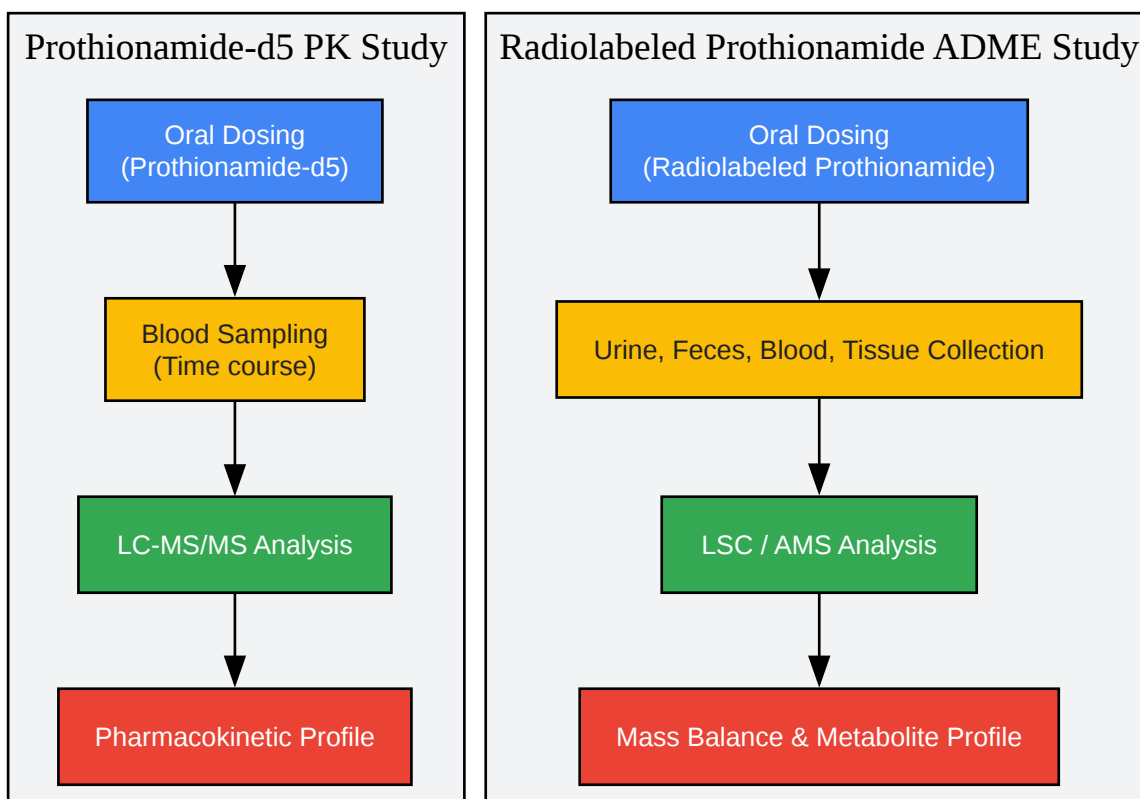 Prothionamide-d5 PK Study
Oral Dosing
(Prothionamide-d5)
Blood Sampling
(Time course)
LC-MS/MS Analysis
Pharmacokinetic Profile
Radiolabeled Prothionamide ADME Study
Oral Dosing
(Radiolabeled Prothionamide)
Urine, Feces, Blood, Tissue Collection
LSC / AMS Analysis
Mass Balance & Metabolite Profile